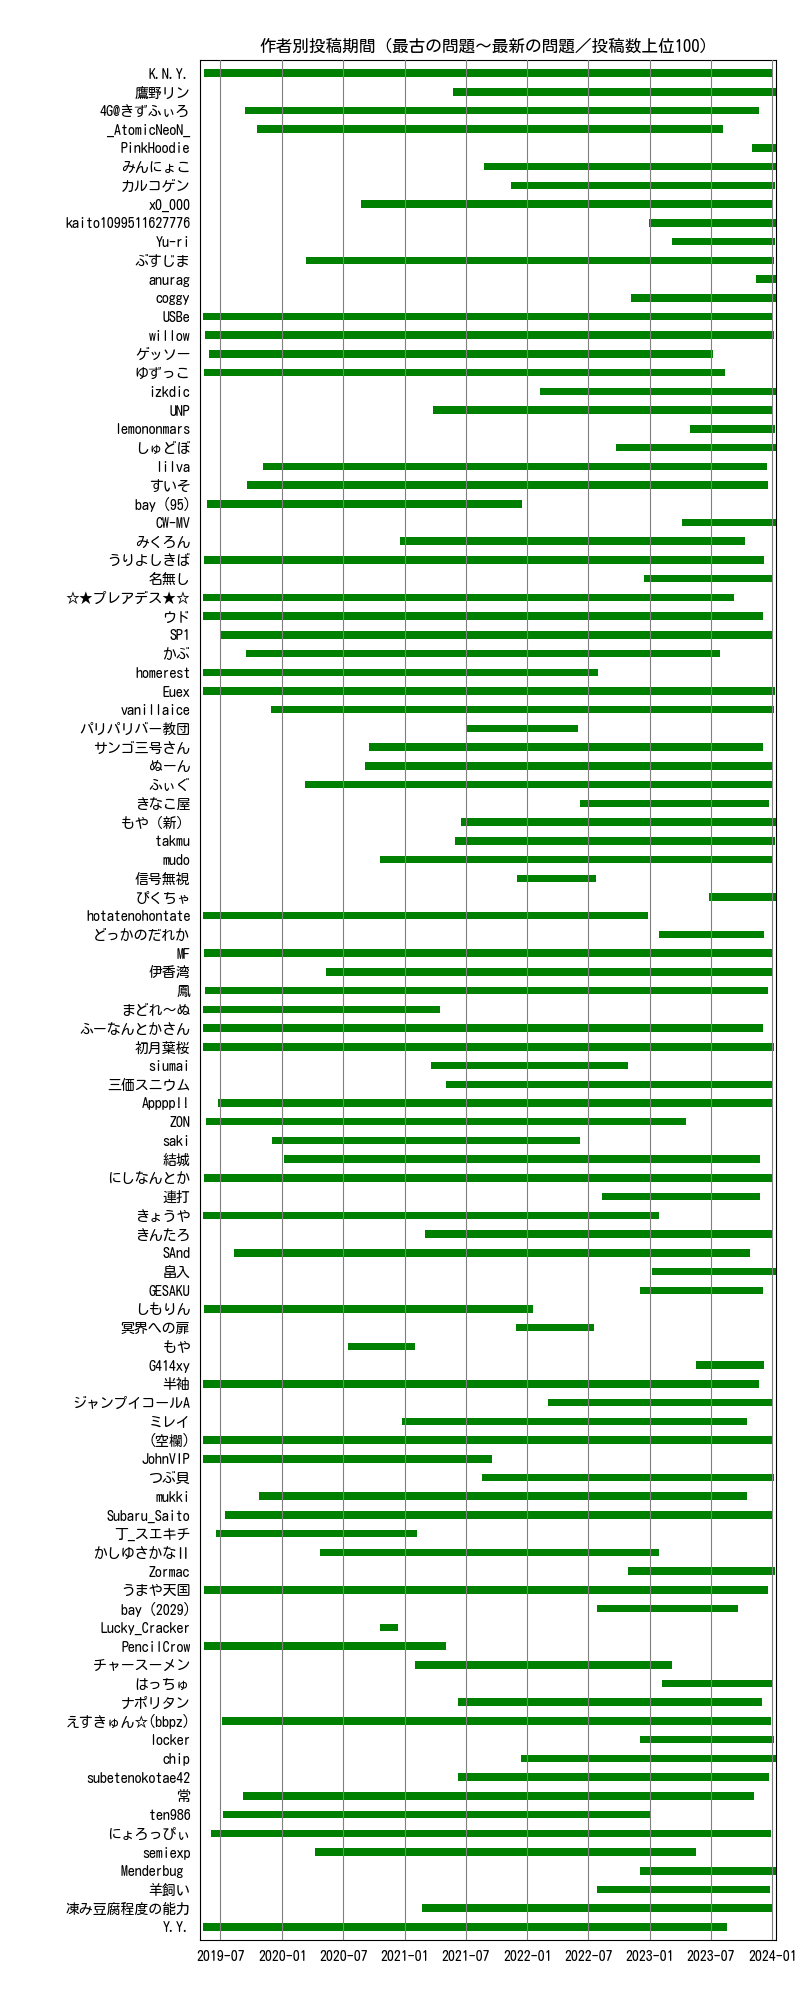 作者別投稿期間（最古の問題～最新の問題／投稿数上位100）
K.N.Y.
鷹野リン
4G@きずふぃろ
_AtomicNeoN_
PinkHoodie
みんにょこ
カルコゲン
x0_000
kaito1099511627776
Yu-ri
ぶすじま
anurag
coggy
USBe
willow
ゲッソー
ゆずっこ
izkdic
UNP
lemononmars
しゅどぼ
lilva
すいそ
bay (95)
CW-MV
みくろん
うりよしきば
名無し
☆★プレアデス★☆
ウド
SP1
かぶ
homerest
Euex
vanillaice
パリパリバー教団
サンゴ三号さん
ぬーん
ふぃぐ
きなこ屋
もや（新）
takmu
mudo
信号無視
ぴくちゃ
hotatenohontate
どっかのだれか
MF
伊香湾
鳳
まどれ～ぬ
ふーなんとかさん
初月葉桜
siumai
三価スニウム
Appppll
ZON
saki
結城
にしなんとか
連打
きょうや
きんたろ
SAnd
畠入
GESAKU
しもりん
冥界への扉
もや
G414xy
半袖
ジャンプイコールA
ミレイ
(空欄)
JohnVIP
つぶ貝
mukki
Subaru_Saito
丁_スエキチ
かしゆさかなII
Zormac
うまや天国
bay (2029)
Lucky_Cracker
PencilCrow
チャースーメン
はっちゅ
ナポリタン
えすきゅん☆(bbpz)
locker
chip
subetenokotae42
常
ten986
にょろっぴぃ
semiexp
Menderbug
羊飼い
凍み豆腐程度の能力
Y.Y.
2019-07 2020-01 2020-07 2021-01 2021-07 2022-01 2022-07 2023-01 2023-07 2024-01